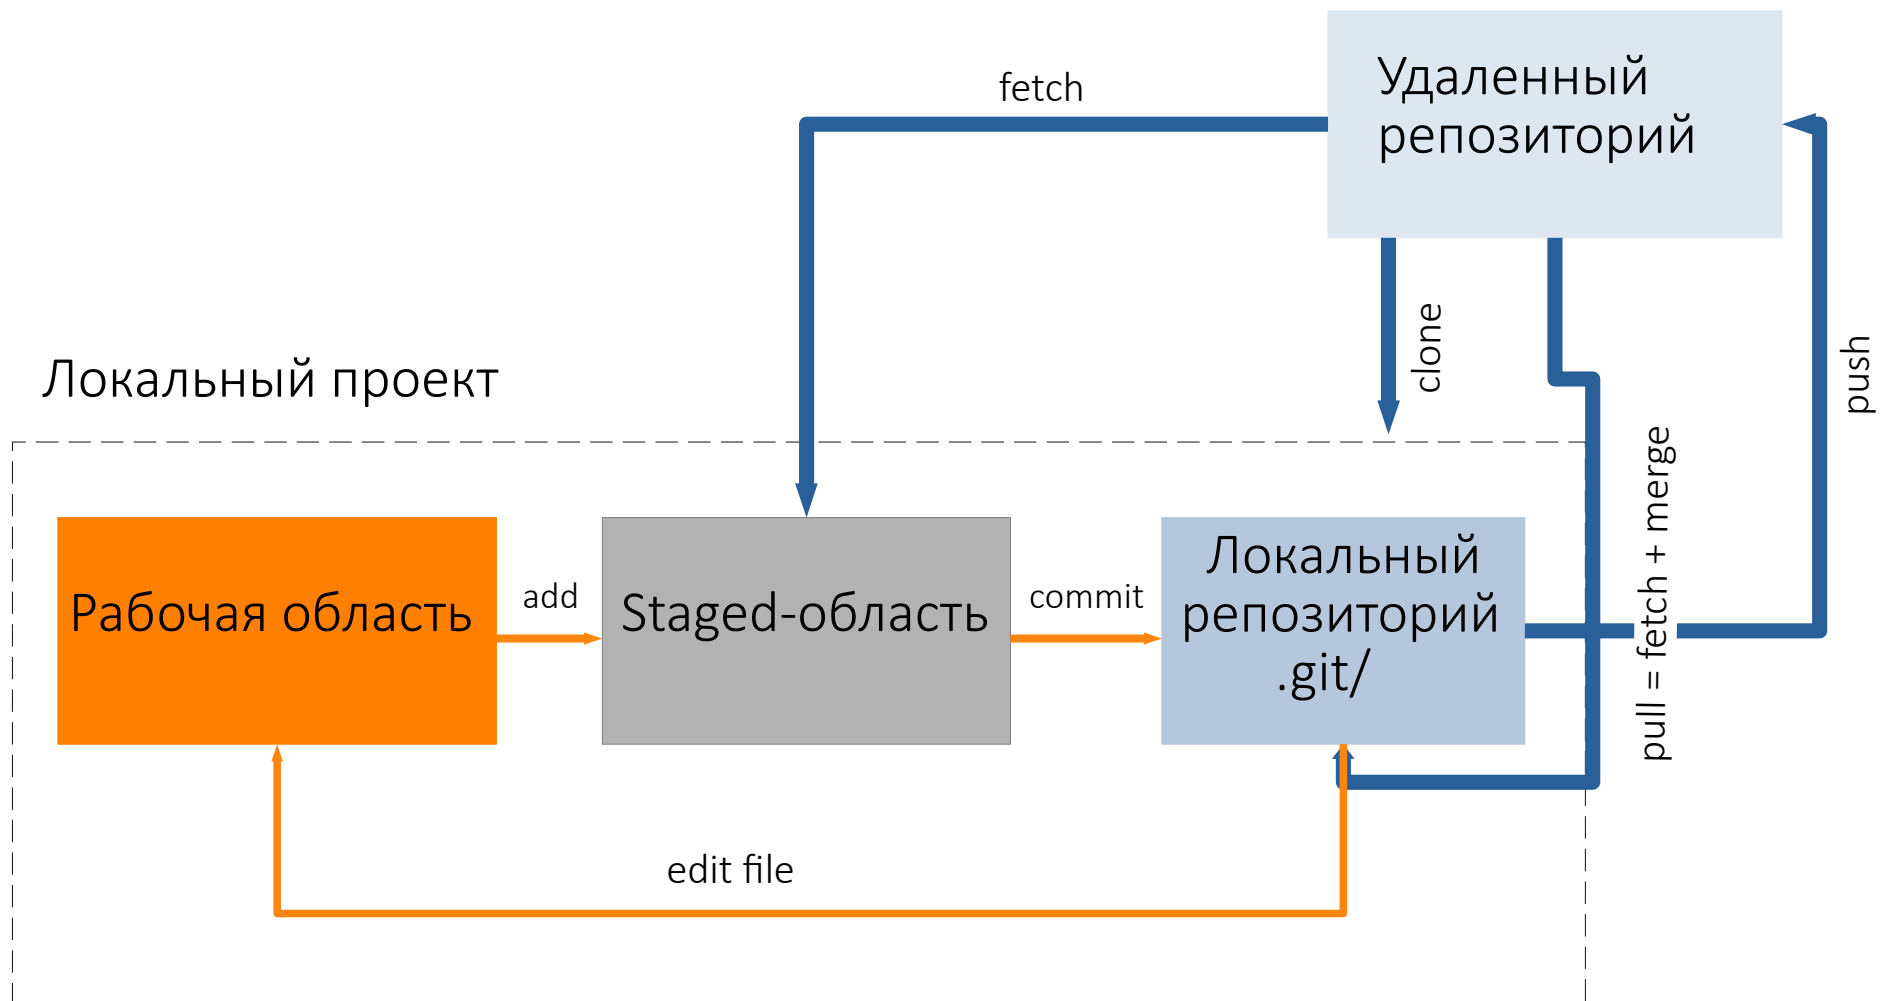 fetch
Удаленный
репозиторий
clone
push
Локальный проект
pull = fetch + merge
Рабочая область
add
Staged-область
commit
Локальный
репозиторий
.git/
edit file